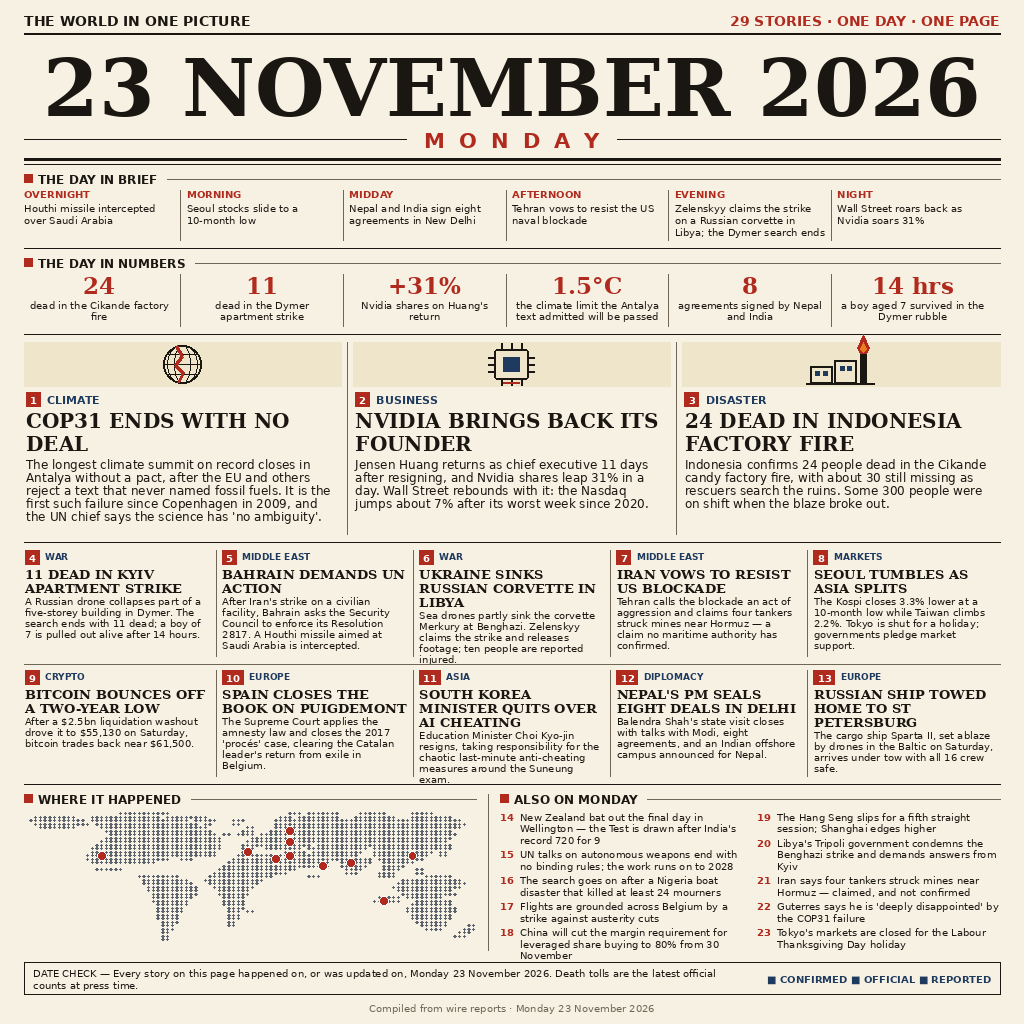 THE WORLD IN ONE PICTURE
29 STORIES · ONE DAY · ONE PAGE
23 NOVEMBER 2026
MONDAY
THE DAY IN BRIEF
OVERNIGHT
Houthi missile intercepted
over Saudi Arabia
MORNING
Seoul stocks slide to a
10-month low
MIDDAY
Nepal and India sign eight
agreements in New Delhi
AFTERNOON
Tehran vows to resist the US
naval blockade
EVENING
Zelenskyy claims the strike
on a Russian corvette in
Libya; the Dymer search ends
NIGHT
Wall Street roars back as
Nvidia soars 31%
THE DAY IN NUMBERS
24
dead in the Cikande factory
fire
11
dead in the Dymer
apartment strike
+31%
Nvidia shares on Huang's
return
1.5°C
the climate limit the Antalya
text admitted will be passed
8
agreements signed by Nepal
and India
14 hrs
a boy aged 7 survived in the
Dymer rubble
1 CLIMATE
COP31 ENDS WITH NO
DEAL
The longest climate summit on record closes in
Antalya without a pact, after the EU and others
reject a text that never named fossil fuels. It is the
first such failure since Copenhagen in 2009, and
the UN chief says the science has 'no ambiguity'.
2 BUSINESS
NVIDIA BRINGS BACK ITS
FOUNDER
Jensen Huang returns as chief executive 11 days
after resigning, and Nvidia shares leap 31% in a
day. Wall Street rebounds with it: the Nasdaq
jumps about 7% after its worst week since 2020.
3 DISASTER
24 DEAD IN INDONESIA
FACTORY FIRE
Indonesia confirms 24 people dead in the Cikande
candy factory fire, with about 30 still missing as
rescuers search the ruins. Some 300 people were
on shift when the blaze broke out.
4 WAR
11 DEAD IN KYIV
APARTMENT STRIKE
A Russian drone collapses part of a
five-storey building in Dymer. The
search ends with 11 dead; a boy of
7 is pulled out alive after 14 hours.
5 MIDDLE EAST
BAHRAIN DEMANDS UN
ACTION
After Iran's strike on a civilian
facility, Bahrain asks the Security
Council to enforce its Resolution
2817. A Houthi missile aimed at
Saudi Arabia is intercepted.
6 WAR
UKRAINE SINKS
RUSSIAN CORVETTE IN
LIBYA
Sea drones partly sink the corvette
Merkury at Benghazi. Zelenskyy
claims the strike and releases
footage; ten people are reported
injured.
7 MIDDLE EAST
IRAN VOWS TO RESIST
US BLOCKADE
Tehran calls the blockade an act of
aggression and claims four tankers
struck mines near Hormuz — a
claim no maritime authority has
confirmed.
8 MARKETS
SEOUL TUMBLES AS
ASIA SPLITS
The Kospi closes 3.3% lower at a
10-month low while Taiwan climbs
2.2%. Tokyo is shut for a holiday;
governments pledge market
support.
9 CRYPTO
BITCOIN BOUNCES OFF
A TWO-YEAR LOW
After a $2.5bn liquidation washout
drove it to $55,130 on Saturday,
bitcoin trades back near $61,500.
10 EUROPE
SPAIN CLOSES THE
BOOK ON PUIGDEMONT
The Supreme Court applies the
amnesty law and closes the 2017
'procés' case, clearing the Catalan
leader's return from exile in
Belgium.
11 ASIA
SOUTH KOREA
MINISTER QUITS OVER
AI CHEATING
Education Minister Choi Kyo-jin
resigns, taking responsibility for the
chaotic last-minute anti-cheating
measures around the Suneung
exam.
12 DIPLOMACY
NEPAL'S PM SEALS
EIGHT DEALS IN DELHI
Balendra Shah's state visit closes
with talks with Modi, eight
agreements, and an Indian offshore
campus announced for Nepal.
13 EUROPE
RUSSIAN SHIP TOWED
HOME TO ST
PETERSBURG
The cargo ship Sparta II, set ablaze
by drones in the Baltic on Saturday,
arrives under tow with all 16 crew
safe.
WHERE IT HAPPENED
ALSO ON MONDAY
14 New Zealand bat out the final day in
Wellington — the Test is drawn after India's
record 720 for 9
15 UN talks on autonomous weapons end with
no binding rules; the work runs on to 2028
16 The search goes on after a Nigeria boat
disaster that killed at least 24 mourners
17 Flights are grounded across Belgium by a
strike against austerity cuts
18 China will cut the margin requirement for
leveraged share buying to 80% from 30
November
19 The Hang Seng slips for a fifth straight
session; Shanghai edges higher
20 Libya's Tripoli government condemns the
Benghazi strike and demands answers from
Kyiv
21 Iran says four tankers struck mines near
Hormuz — claimed, and not confirmed
22 Guterres says he is 'deeply disappointed' by
the COP31 failure
23 Tokyo's markets are closed for the Labour
Thanksgiving Day holiday
DATE CHECK — Every story on this page happened on, or was updated on, Monday 23 November 2026. Death tolls are the latest official
counts at press time.
■ CONFIRMED ■ OFFICIAL ■ REPORTED
Compiled from wire reports · Monday 23 November 2026